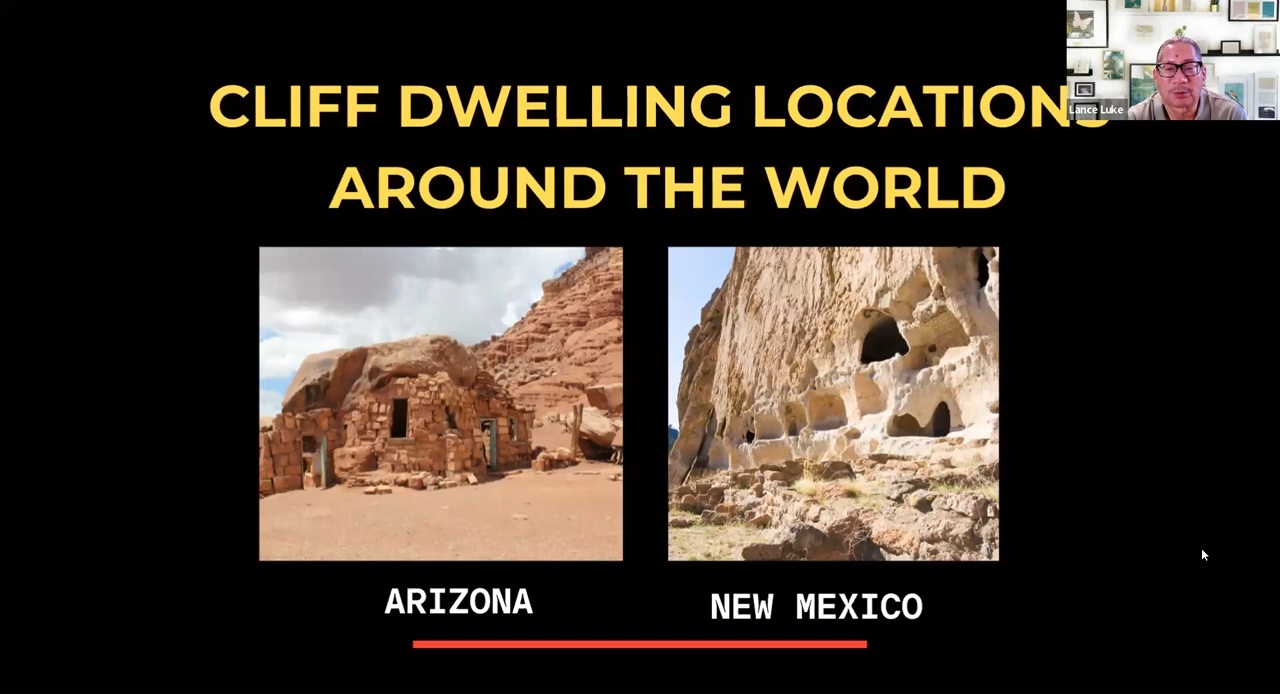 CLIFF DWELLING LOCATIONS
AROUND THE WORLD
Lance Luke
ARIZONA
NEW MEXICO